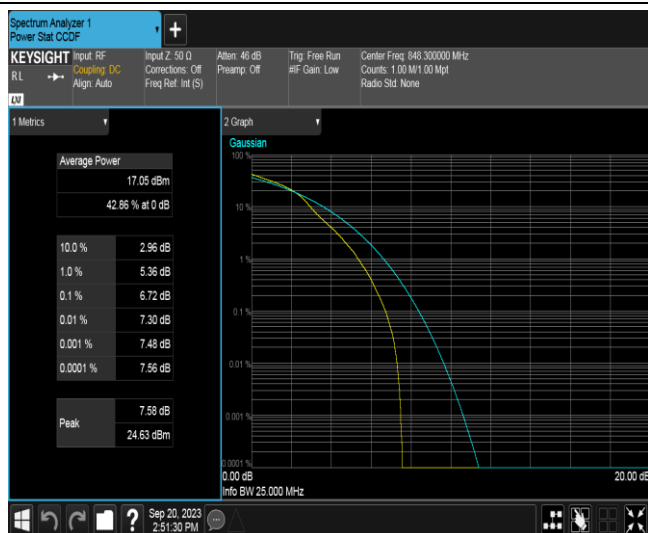 Spectrum Analyzer 1
Power Stat CCDF
+
KEYSIGHT
RL
LXI
Input: RF
Coupling: DC
Align: Auto
Input Z: 50 Ω
Corrections: Off
Freq Ref: Int (S)
Atten: 46 dB
Preamp: Off
Trig: Free Run
#IF Gain: Low
Center Freq: 848.300000 MHz
Counts: 1.00 M/1.00 Mpt
Radio Std: None
1 Metrics
Average Power
17.05 dBm
42.86 % at 0 dB
10.0 % 2.96 dB
1.0 % 5.36 dB
0.1 % 6.72 dB
0.01 % 7.30 dB
0.001 % 7.48 dB
0.0001 % 7.56 dB
Peak
7.58 dB
24.63 dBm
2 Graph
Gaussian
100 %
10 %
1 %
0.1 %
0.01 %
0.001 %
0.0001 %
0.00 dB 20.00 dB
Info BW 25.000 MHz
?
Sep 20, 2023
2:51:30 PM